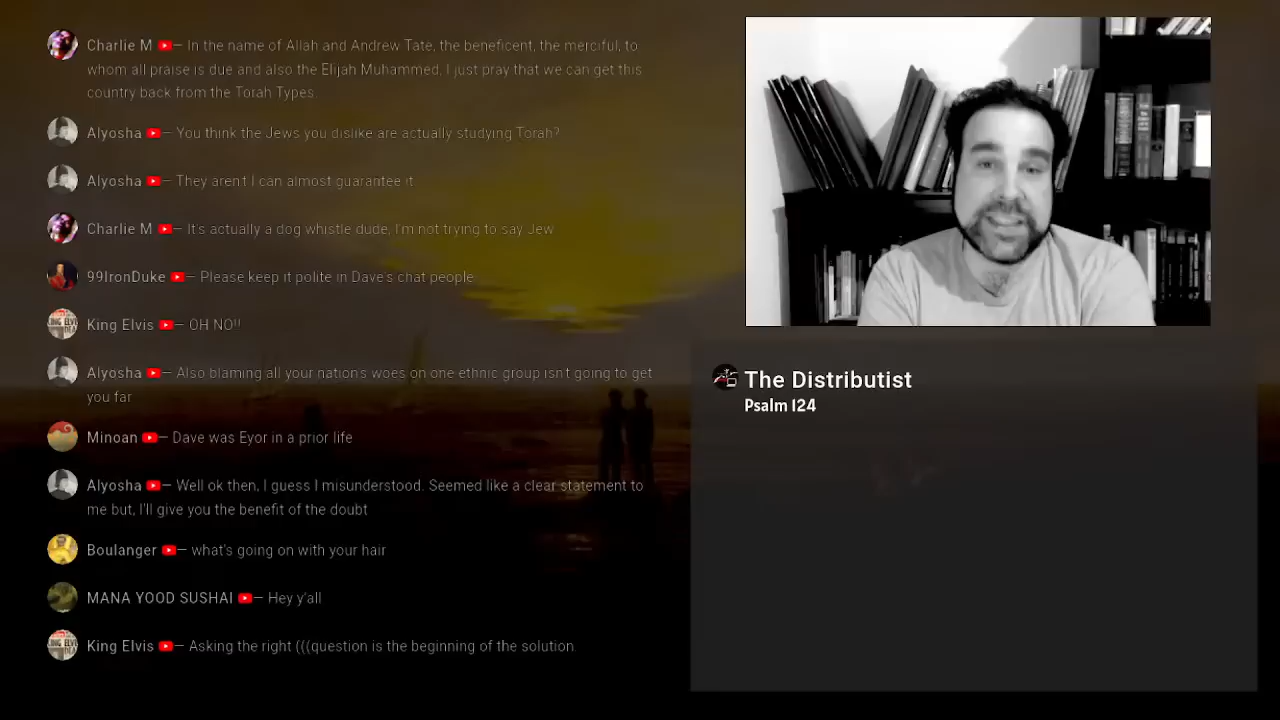 Charlie M — In the name of Allah and Andrew Tate, the beneficent, the merciful, to
whom all praise is due and also the Elijah Muhammed, I just pray that we can get this
country back from the Torah Types
Alyosha — You think the Jews you dislike are actually studying Torah?
Alyosha — They arent I can almost guarantee it
Charlie M — It's actually a dog whistle dude, I'm not trying to say Jew
99IronDuke — Please keep it polite in Dave's chat people
King Elvis — OH NO!!
Alyosha — Also blaming all your nation's woes on one ethnic group isn't going to get
you far
Minoan — Dave was Eyor in a prior life
Alyosha — Well ok then, I guess I misunderstood. Seemed like a clear statement to
me but, I'll give you the benefit of the doubt
Boulanger — what's going on with your hair
MANA YOOD SUSHAI — Hey y'all
King Elvis — Asking the right (((question is the beginning of the solution
The Distributist
Psalm 124